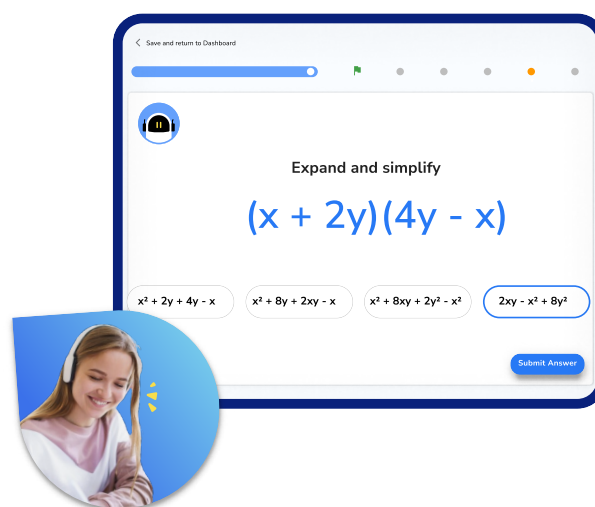 Save and return to Dashboard
Expand and simplify
(x + 2y)(4y - x)
x² + 2y + 4y - x
x² + 8y + 2xy - x
x² + 8xy + 2y² - x²
2xy - x² + 8y²
Submit Answer